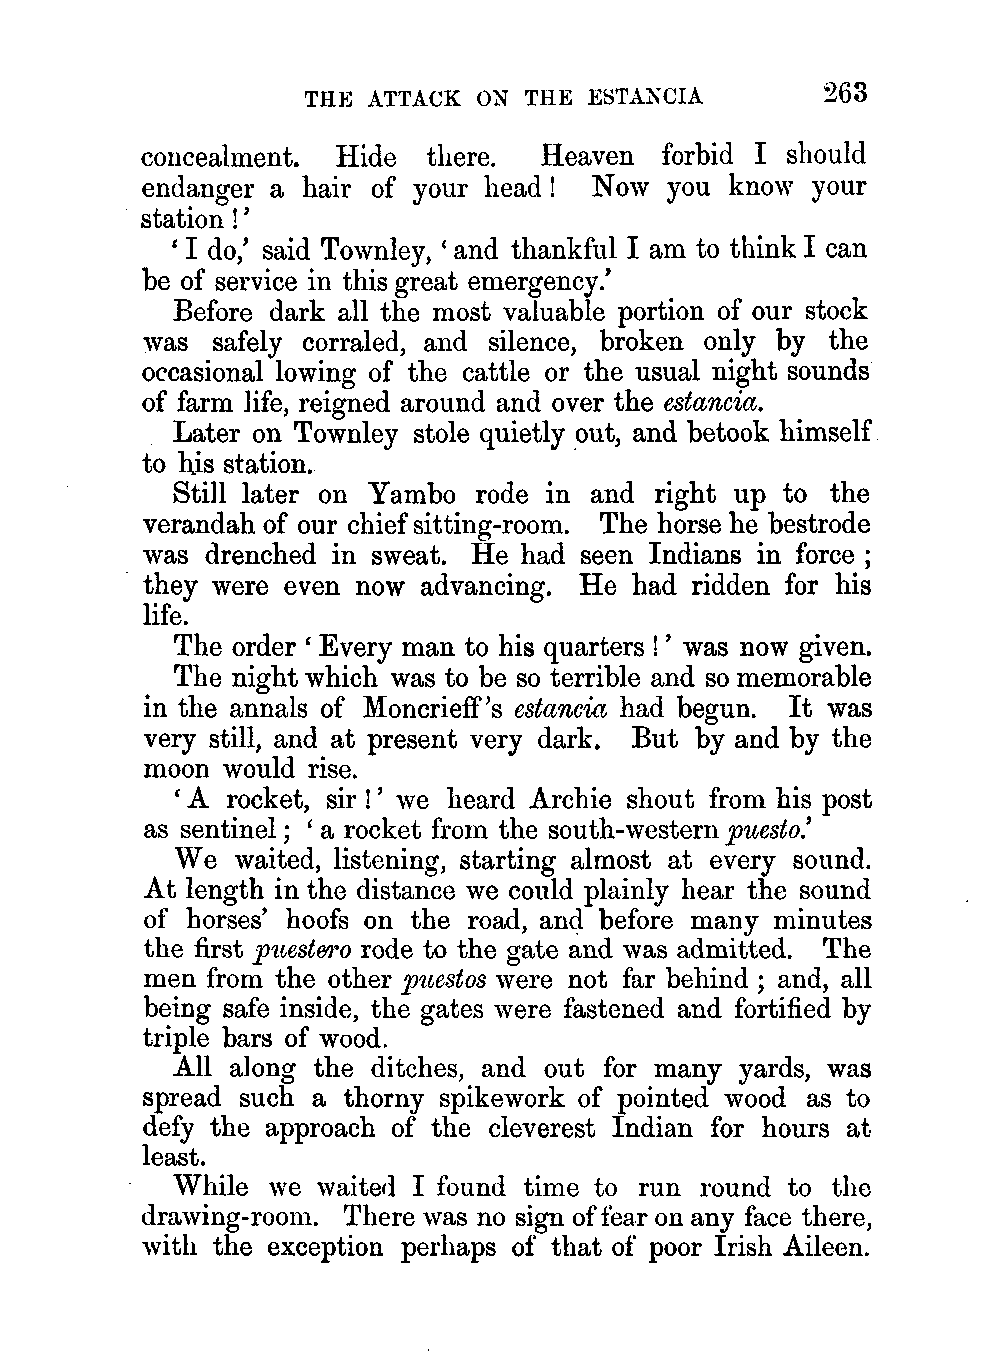 THE ATTACK ON THE ESTANCIA 263
concealment. Hide there. Heaven forbid I should
endanger a hair of your head! Now you know your
station!'
'I do,' said Townley, 'and thankful I am to think I can
be of service in this great emergency.'
Before dark all the most valuable portion of our stock
was safely corraled, and silence, broken only by the
occasional lowing of the cattle or the usual night sounds
of farm life, reigned around and over the estancia.
Later on Townley stole quietly out, and betook himself
to his station.
Still later on Yambo rode in and right up to the
verandah of our chief sitting-room. The horse he bestrode
was drenched in sweat. He had seen Indians in force;
they were even now advancing. He had ridden for his
life.
The order 'Every man to his quarters!' was now given.
The night which was to be so terrible and so memorable
in the annals of Moncrieff's estancia had begun. It was
very still, and at present very dark. But by and by the
moon would rise.
'A rocket, sir!' we heard Archie shout from his post
as sentinel; 'a rocket from the south-western puesto.'
We waited, listening, starting almost at every sound.
At length in the distance we could plainly hear the sound
of horses' hoofs on the road, and before many minutes
the first puestero rode to the gate and was admitted. The
men from the other puestos were not far behind; and, all
being safe inside, the gates were fastened and fortified by
triple bars of wood.
All along the ditches, and out for many yards, was
spread such a thorny spikework of pointed wood as to
defy the approach of the cleverest Indian for hours at
least.
While we waited I found time to run round to the
drawing-room. There was no sign of fear on any face there,
with the exception perhaps of that of poor Irish Aileen.